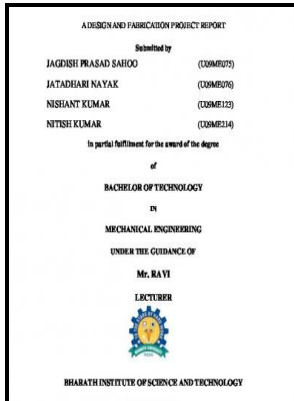 A DESIGN AND FABRICATION PROJECT REPORT
Submitted by
JAGDISH PRASAD SAHOO (U09ME075)
JATADHARI NAYAK (U09ME076)
NISHANT KUMAR (U09ME123)
NITISH KUMAR (U09ME214)
in partial fulfillment for the award of the degree
of
BACHELOR OF TECHNOLOGY
IN
MECHANICAL ENGINEERING
UNDER THE GUIDANCE OF
Mr. RAVI
LECTURER
BHARATH INSTITUTE OF SCIENCE AND TECHNOLOGY